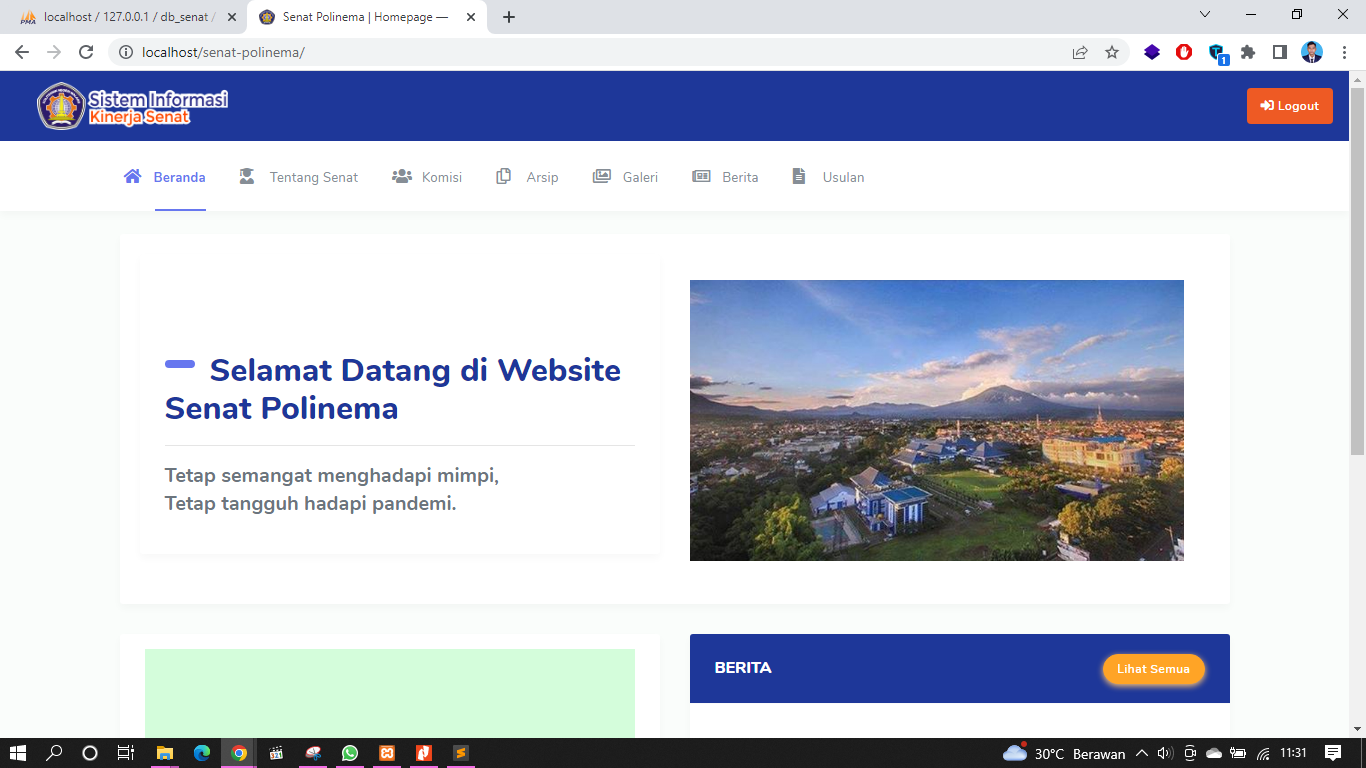 localhost / 127.0.0.1 / db_senat /
Senat Polinema | Homepage —
localhost/senat-polinema/
1
Sistem Informasi
Kinerja Senat
Logout
Beranda
Tentang Senat
Komisi
Arsip
Galeri
Berita
Usulan
Selamat Datang di Website
Senat Polinema
Tetap semangat menghadapi mimpi,
Tetap tangguh hadapi pandemi.
BERITA
Lihat Semua
30°C Berawan
11:31